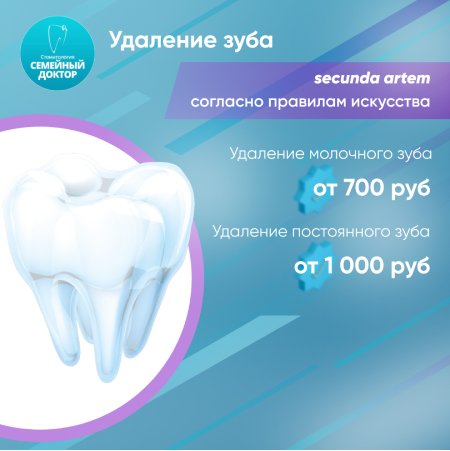 Стоматология
СЕМЕЙНЫЙ
ДОКТОР
Удаление зуба
secunda artem
согласно правилам искусства
Удаление молочного зуба
от 700 руб
Удаление постоянного зуба
от 1 000 руб